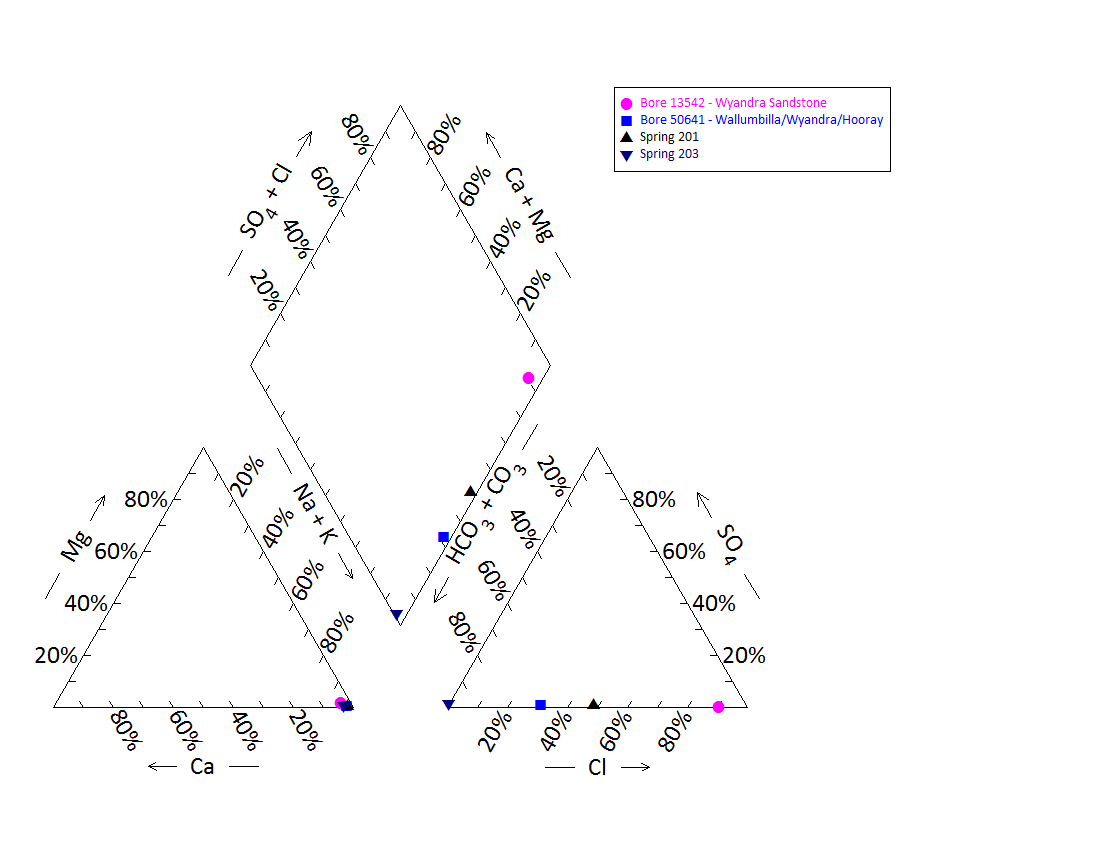 Bore 13542 - Wyandra Sandstone
Bore 50641 - Wallumbilla/Wyandra/Hooray
Spring 201
Spring 203
80%
60%
40%
20%
SO4 + Cl
80%
60%
40%
20%
Ca + Mg
Mg
80%
60%
40%
20%
20%
40%
60%
80%
Na + K
HCO3 + CO3
20%
40%
60%
80%
80%
60%
40%
20%
SO4
80%
60%
40%
20%
Ca
20%
40%
60%
80%
Cl